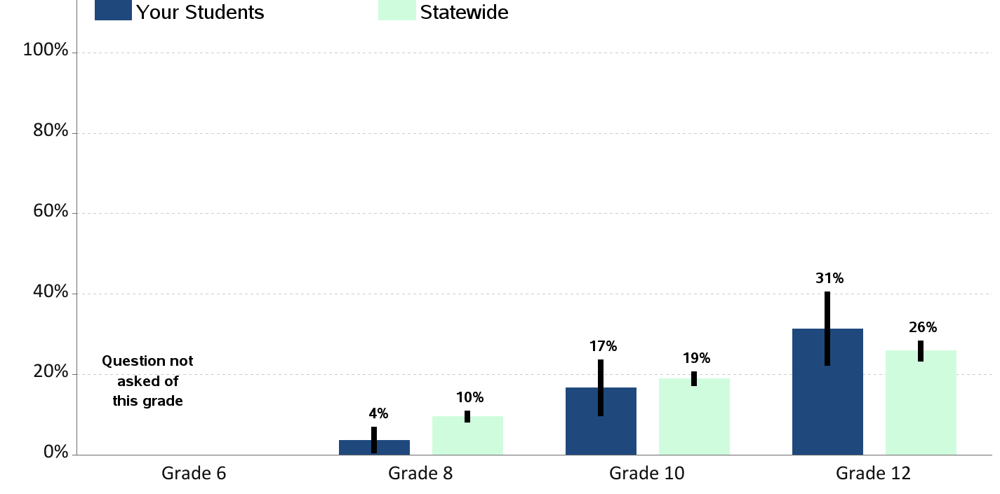 Your Students
Statewide
100%
80%
60%
40%
20%
0%
Question not
asked of
this grade
4%
10%
17%
19%
31%
26%
Grade 6
Grade 8
Grade 10
Grade 12